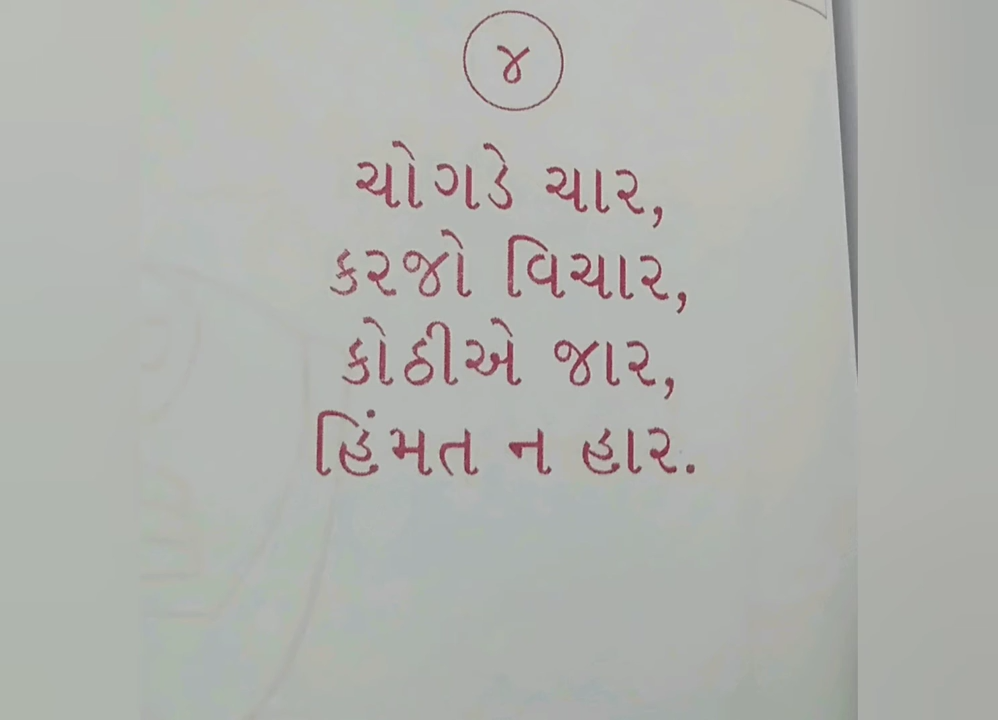 ૪
ચોગડે ચાર,
કરજો વિચાર,
કોઠીએ જાર,
હિંમત ન હાર.